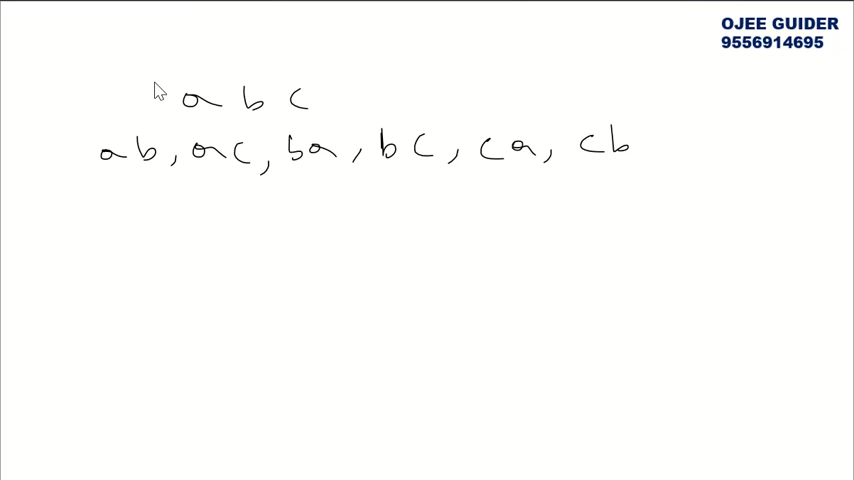 OJEE GUIDER
9556914695
a b c
ab, ac, ba, bc, ca, cb